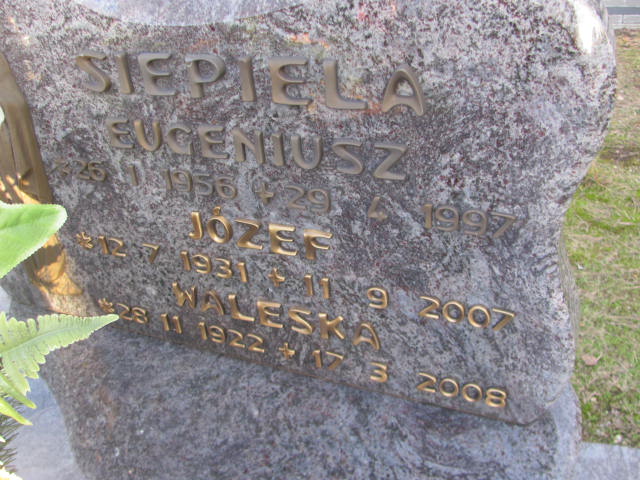 SIEPIELA
EUGENIUSZ
*26 1 1956 +29 4 1997
JÓZEF
*12 7 1931 +11 9 2007
WALESKA
*28 11 1922 +17 3 2008